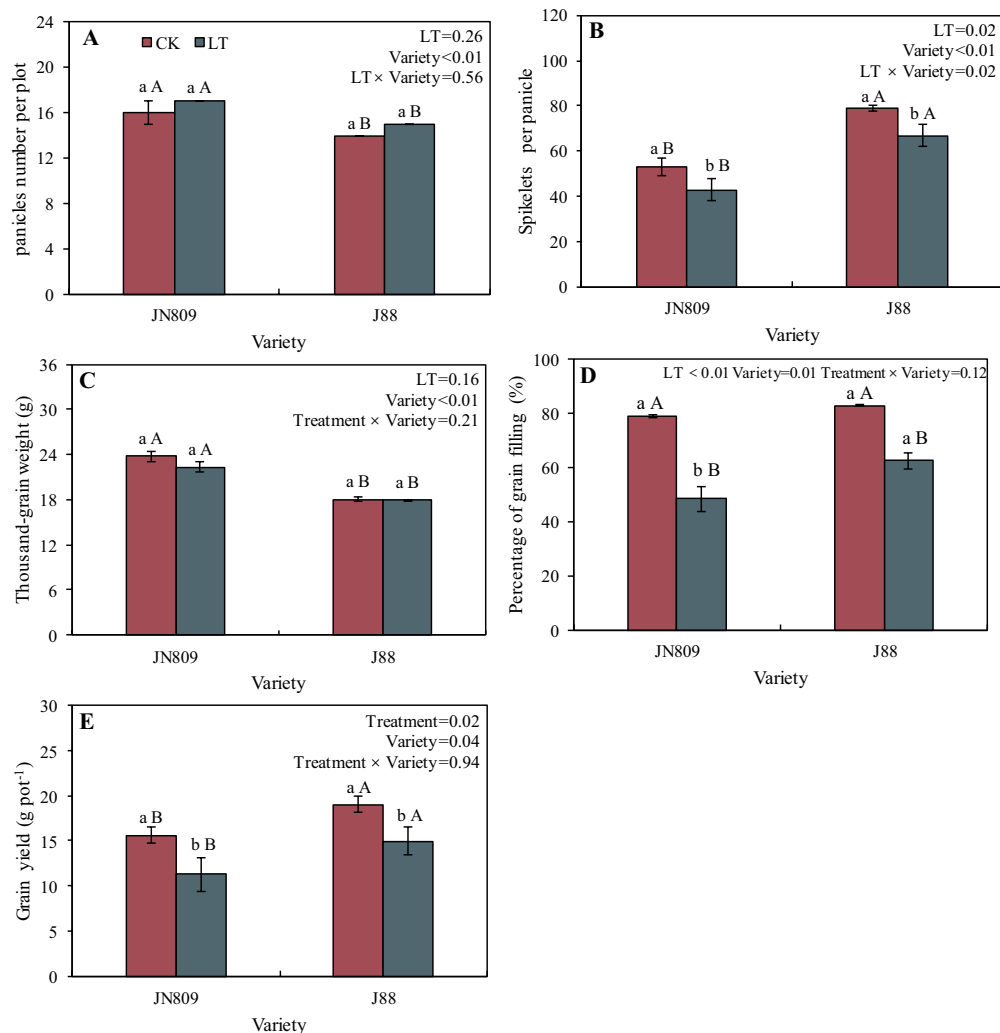 A
CK LT
LT=0.26
Variety<0.01
LT× Variety=0.56
panicles number per plot
24
20
16
12
8
4
0
a A
a A
a B
a B
JN809
J88
Variety
B
LT=0.02
Variety<0.01
LT × Variety=0.02
Spikelets per panicle
120
100
80
60
40
20
0
a B
b B
a A
b A
JN809
J88
Variety
C
LT=0.16
Variety<0.01
Treatment × Variety=0.21
Thousand-grain weight (g)
36
30
24
18
12
6
0
a A
a A
a B
a B
JN809
J88
Variety
D
LT < 0.01 Variety=0.01 Treatment× Variety=0.12
Percentage of grain filling (%)
100
80
60
40
20
0
a A
b B
a A
a B
JN809
J88
Variety
E
Treatment=0.02
Variety=0.04
Treatment × Variety=0.94
Grain yield (g pot⁻¹)
30
25
20
15
10
5
0
a B
b B
a A
b A
JN809
J88
Variety